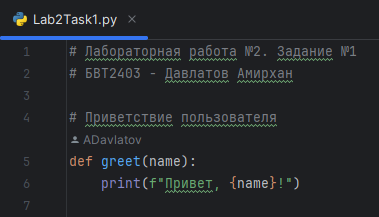 Lab2Task1.py
1 # Лабораторная работа №2. Задание №1
2 # БВТ2403 - Давлатов Амирхан
3
4 # Приветствие пользователя
ADavlatov
5 def greet(name):
6 print(f"Привет, {name}!")
7